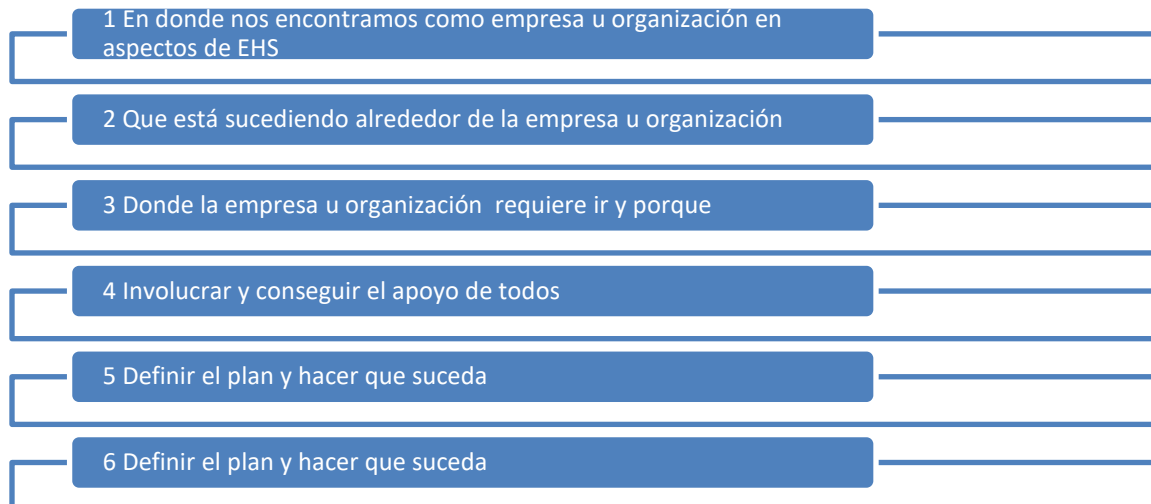 1 En donde nos encontramos como empresa u organización en
aspectos de EHS
2 Que está sucediendo alrededor de la empresa u organización
3 Donde la empresa u organización requiere ir y porque
4 Involucrar y conseguir el apoyo de todos
5 Definir el plan y hacer que suceda
6 Definir el plan y hacer que suceda